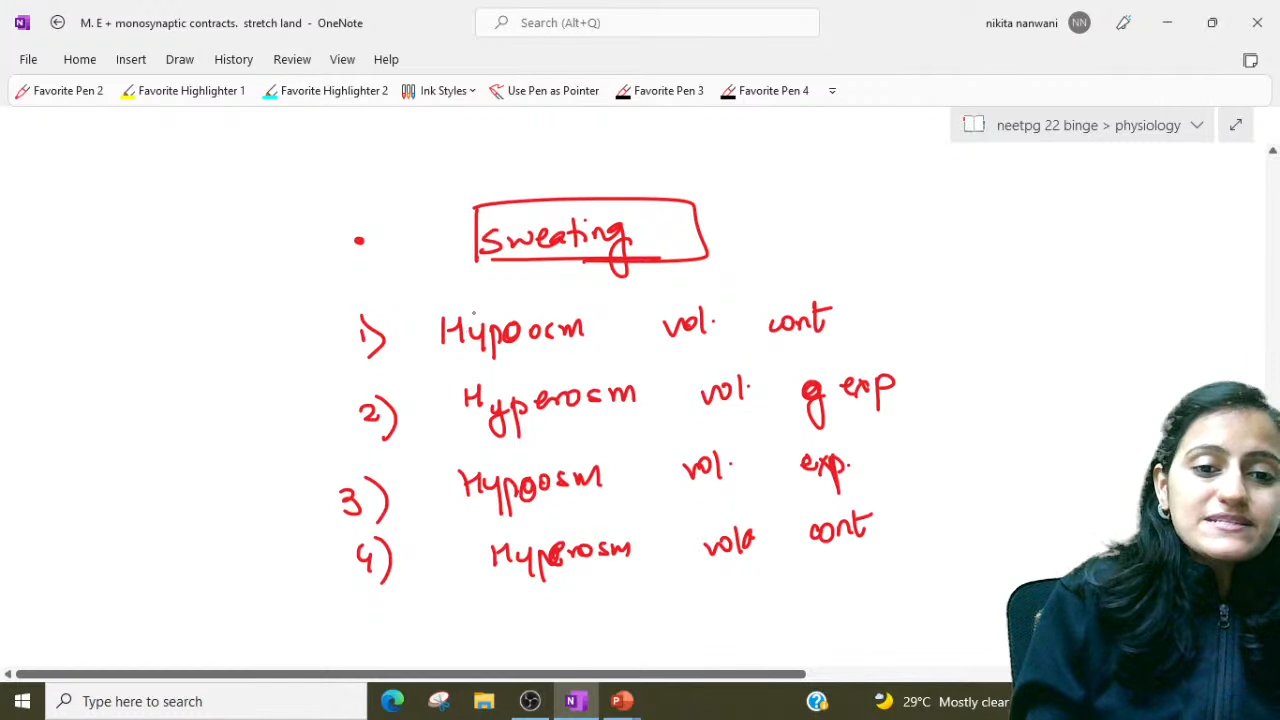 M. E + monosynaptic contracts. stretch land - OneNote
Search (Alt+Q)
nikita nanwani NN
File Home Insert Draw History Review View Help
Favorite Pen 2 Favorite Highlighter 1 Favorite Highlighter 2 Ink Styles Use Pen as Pointer Favorite Pen 3 Favorite Pen 4
neetpg 22 binge > physiology
Sweating
1) Hypoosm vol. cont
2) Hyperosm vol. exp
3) Hypoosm vol. exp.
4) Hyperosm vol cont
Type here to search
29°C Mostly clear